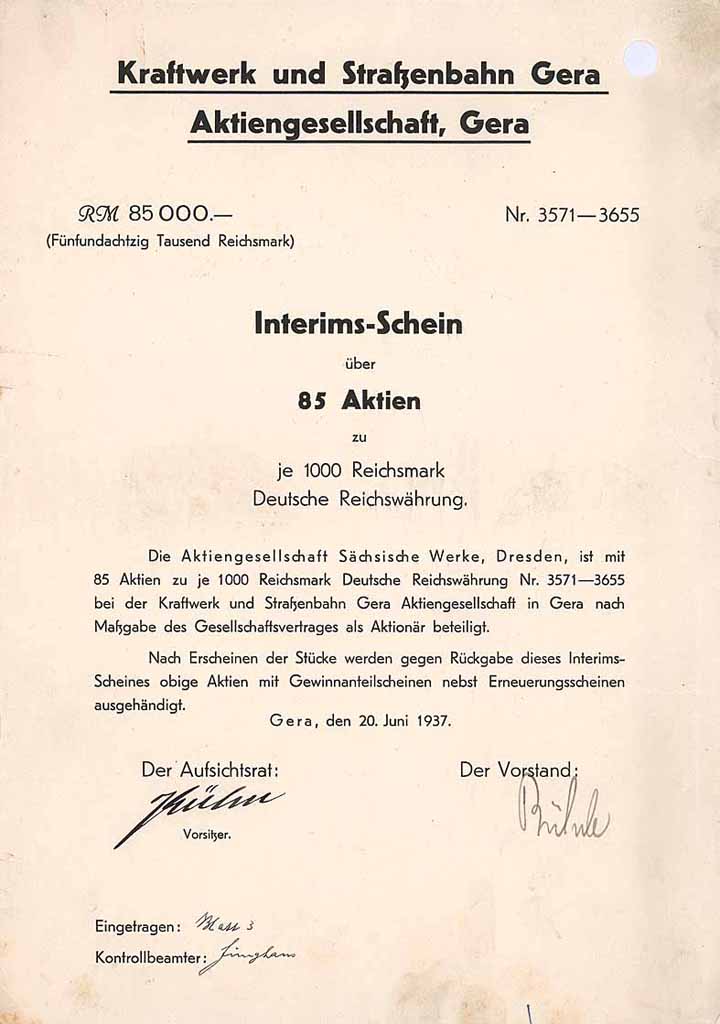 Kraftwerk und Straßenbahn Gera
Aktiengesellschaft, Gera
RM 85 000.—
Nr. 3571—3655
(Fünfundachtzig Tausend Reichsmark)
Interims-Schein
über
85 Aktien
zu
je 1000 Reichsmark
Deutsche Reichswährung.
Die Aktiengesellschaft Sächsische Werke, Dresden, ist mit
85 Aktien zu je 1000 Reichsmark Deutsche Reichswährung Nr. 3571—3655
bei der Kraftwerk und Straßenbahn Gera Aktiengesellschaft in Gera nach
Maßgabe des Gesellschaftsvertrages als Aktionär beteiligt.
Nach Erscheinen der Stücke werden gegen Rückgabe dieses Interims-
Scheines obige Aktien mit Gewinnanteilscheinen nebst Erneuerungsscheinen
ausgehändigt.
Gera, den 20. Juni 1937.
Der Aufsichtsrat:
Der Vorstand:
Vorsitzer.
Eingetragen: Blatt 3
Kontrollbeamter: Junghans